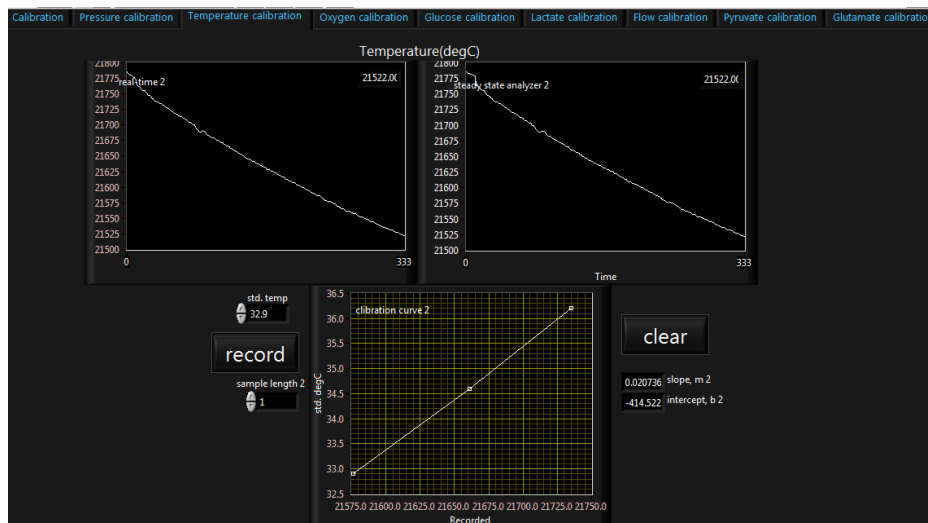 Calibration Pressure calibration Temperature calibration Oxygen calibration Glucose calibration Lactate calibration Flow calibration Pyruvate calibration Glutamate calibratio
Temperature(degC)
real-time 2
21522.00
21800
21775
21750
21725
21700
21675
21650
21625
21600
21575
21550
21525
21500
0 333
steady state analyzer 2
21522.00
21800
21775
21750
21725
21700
21675
21650
21625
21600
21575
21550
21525
21500
0 333
Time
std. temp
32.9
record
sample length 2
1
clibration curve 2
std. degC
36.5
36.0
35.5
35.0
34.5
34.0
33.5
33.0
32.5
21575.0 21600.0 21625.0 21650.0 21675.0 21700.0 21725.0 21750.0
Recorded
clear
0.020736 slope, m 2
-414.522 intercept, b 2